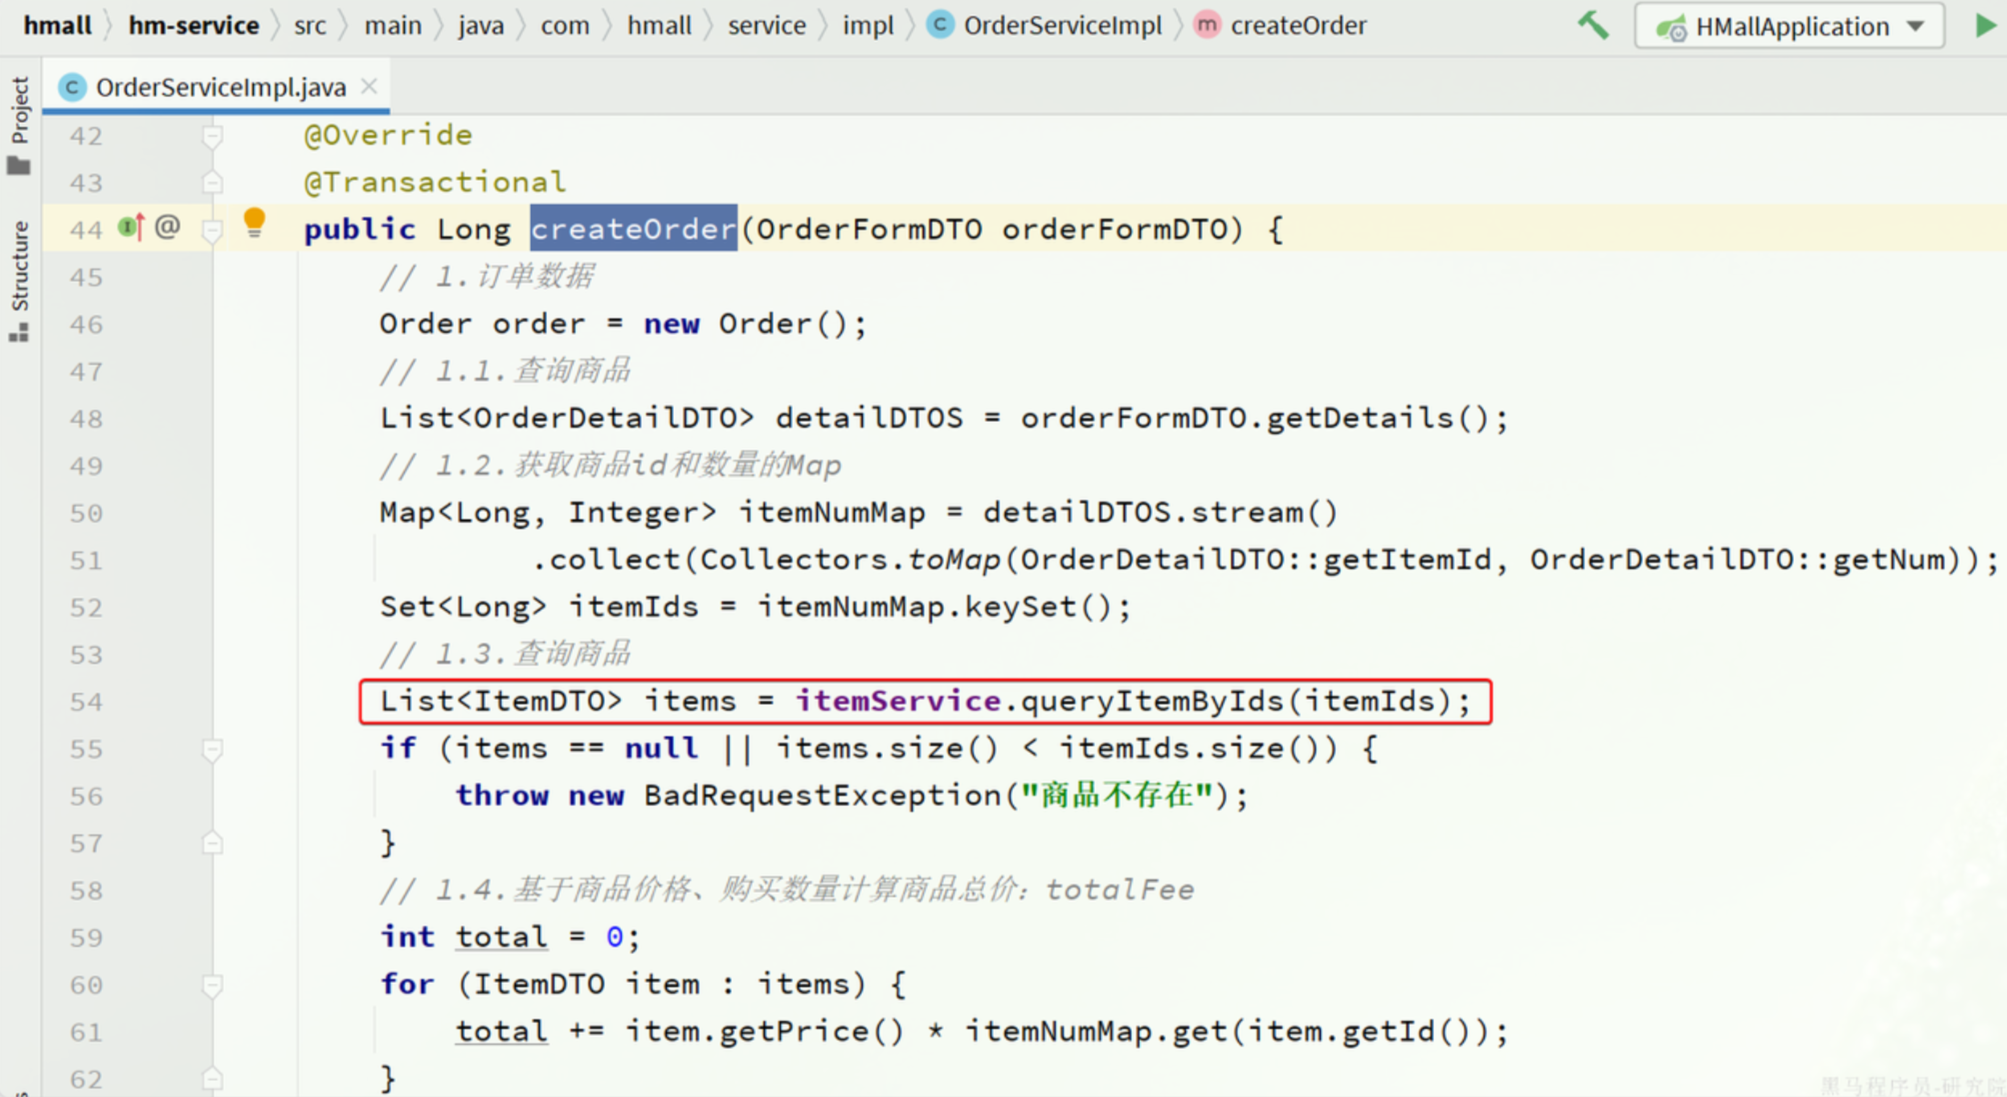 hmall hm-service src main java com hmall service impl OrderServiceImpl createOrder HMallApplication
Project
Structure
OrderServiceImpl.java
42 @Override
43 @Transactional
44 public Long createOrder(OrderFormDTO orderFormDTO) {
45 // 1.订单数据
46 Order order = new Order();
47 // 1.1.查询商品
48 List<OrderDetailDTO> detailDTOS = orderFormDTO.getDetails();
49 // 1.2.获取商品id和数量的Map
50 Map<Long, Integer> itemNumMap = detailDTOS.stream()
51 .collect(Collectors.toMap(OrderDetailDTO::getItemId, OrderDetailDTO::getNum));
52 Set<Long> itemIds = itemNumMap.keySet();
53 // 1.3.查询商品
54 List<ItemDTO> items = itemService.queryItemByIds(itemIds);
55 if (items == null || items.size() < itemIds.size()) {
56 throw new BadRequestException("商品不存在");
57 }
58 // 1.4.基于商品价格、购买数量计算商品总价：totalFee
59 int total = 0;
60 for (ItemDTO item : items) {
61 total += item.getPrice() * itemNumMap.get(item.getId());
62 }
黑马程序员-研究院